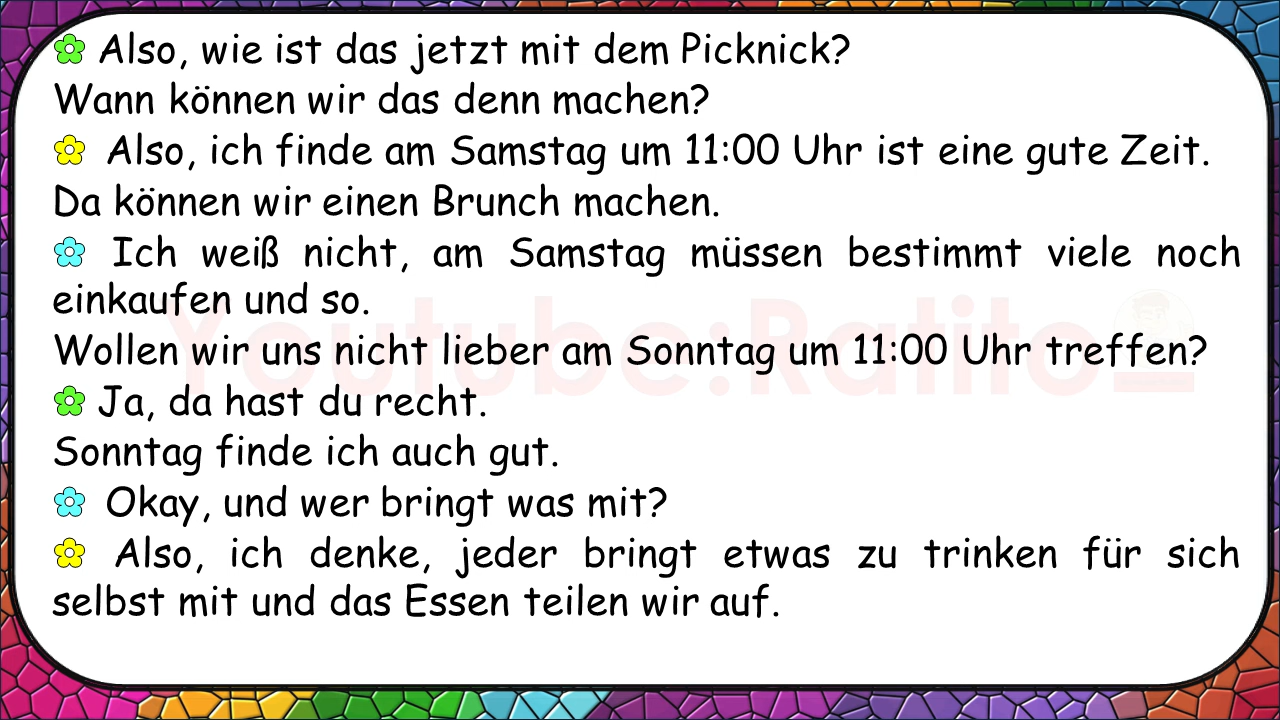 Also, wie ist das jetzt mit dem Picknick?
Wann können wir das denn machen?
Also, ich finde am Samstag um 11:00 Uhr ist eine gute Zeit.
Da können wir einen Brunch machen.
Ich weiß nicht, am Samstag müssen bestimmt viele noch
einkaufen und so.
Youtube:Ratito
Wollen wir uns nicht lieber am Sonntag um 11:00 Uhr treffen?
Ja, da hast du recht.
Sonntag finde ich auch gut.
Okay, und wer bringt was mit?
Also, ich denke, jeder bringt etwas zu trinken für sich
selbst mit und das Essen teilen wir auf.